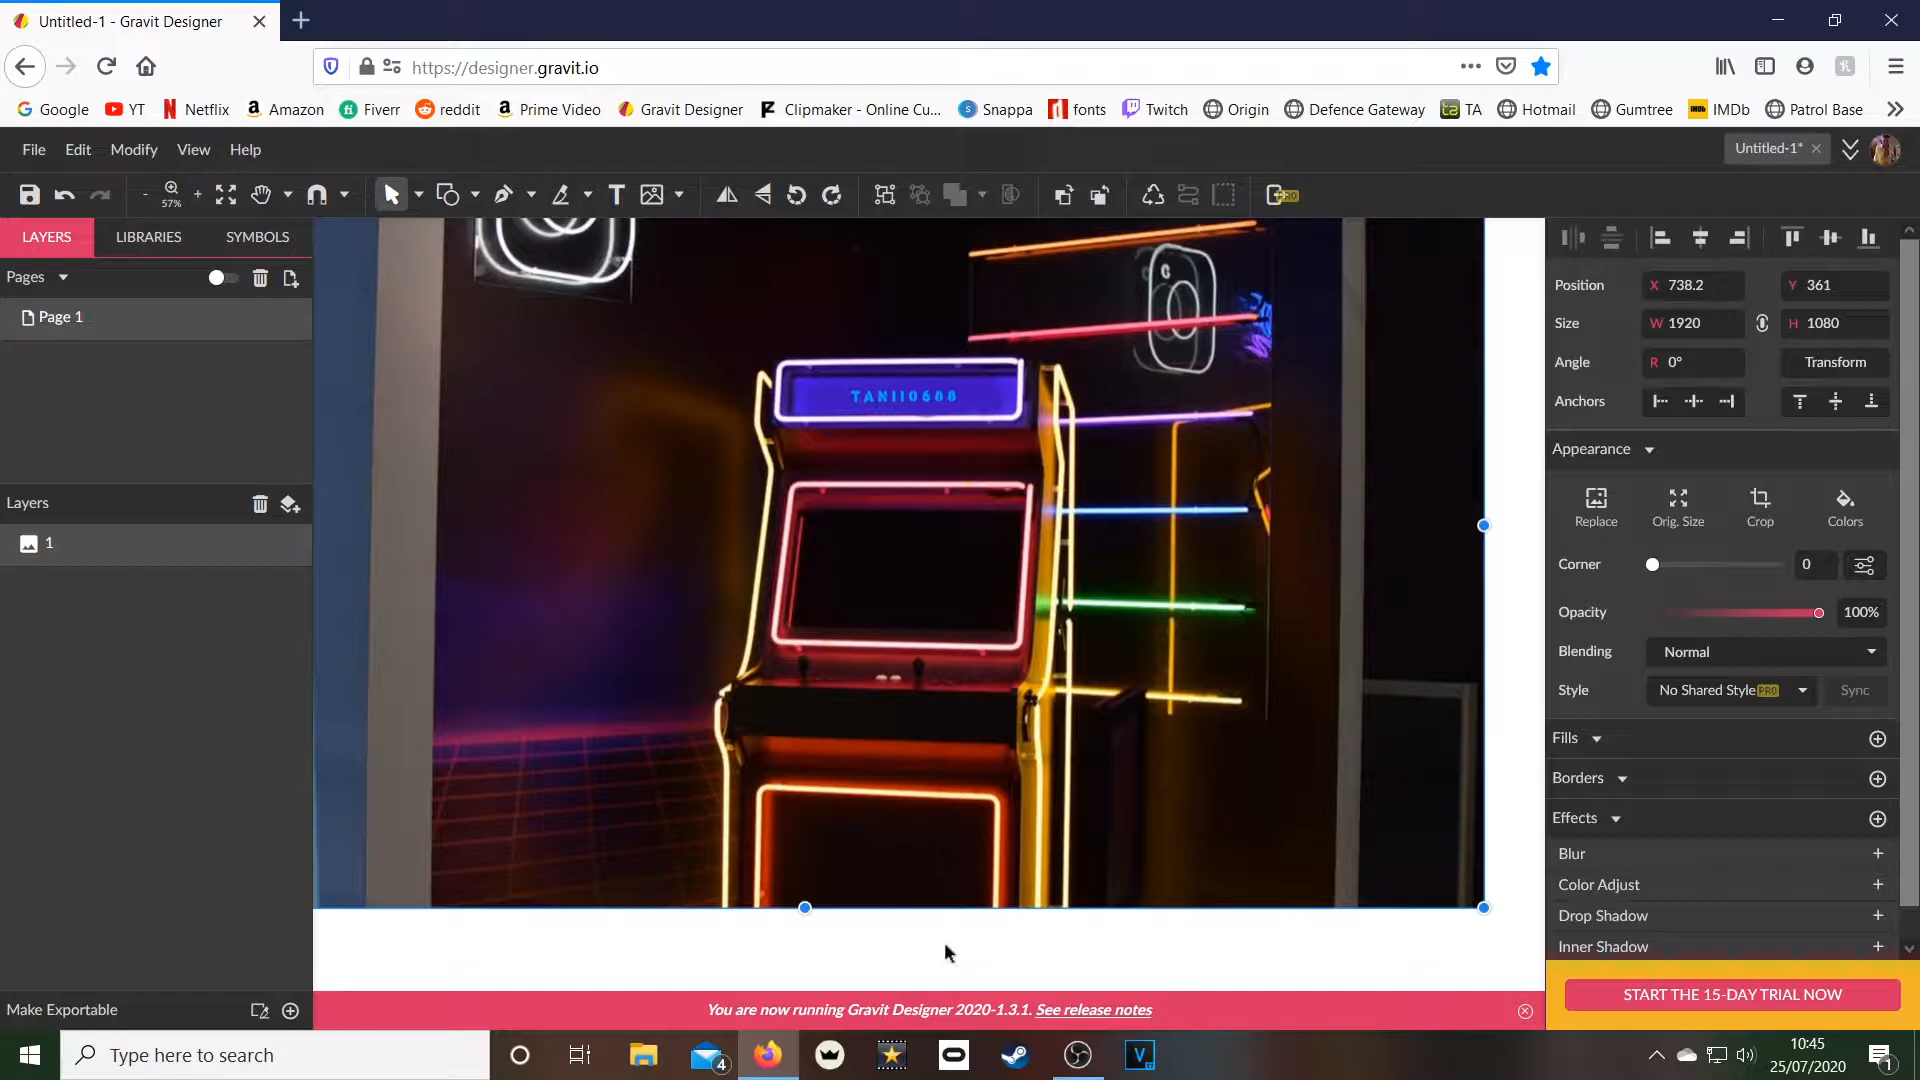 Untitled-1 - Gravit Designer
https://designer.gravit.io
Google YT Netflix Amazon Fiverr reddit Prime Video Gravit Designer Clipmaker - Online Cu... Snappa fonts Twitch Origin Defence Gateway TA Hotmail Gumtree IMDb Patrol Base
File Edit Modify View Help
Untitled-1*
- 57% +
PRO
LAYERS LIBRARIES SYMBOLS
Pages
Page 1
Layers
1
Make Exportable
TANII0688
Position X 738.2 Y 361
Size W 1920 H 1080
Angle R 0° Transform
Anchors
Appearance
Replace Orig. Size Crop Colors
Corner 0
Opacity 100%
Blending Normal
Style No Shared Style PRO Sync
Fills
Borders
Effects
Blur +
Color Adjust +
Drop Shadow +
Inner Shadow +
START THE 15-DAY TRIAL NOW
You are now running Gravit Designer 2020-1.3.1. See release notes
Type here to search
4
10:45
25/07/2020
1